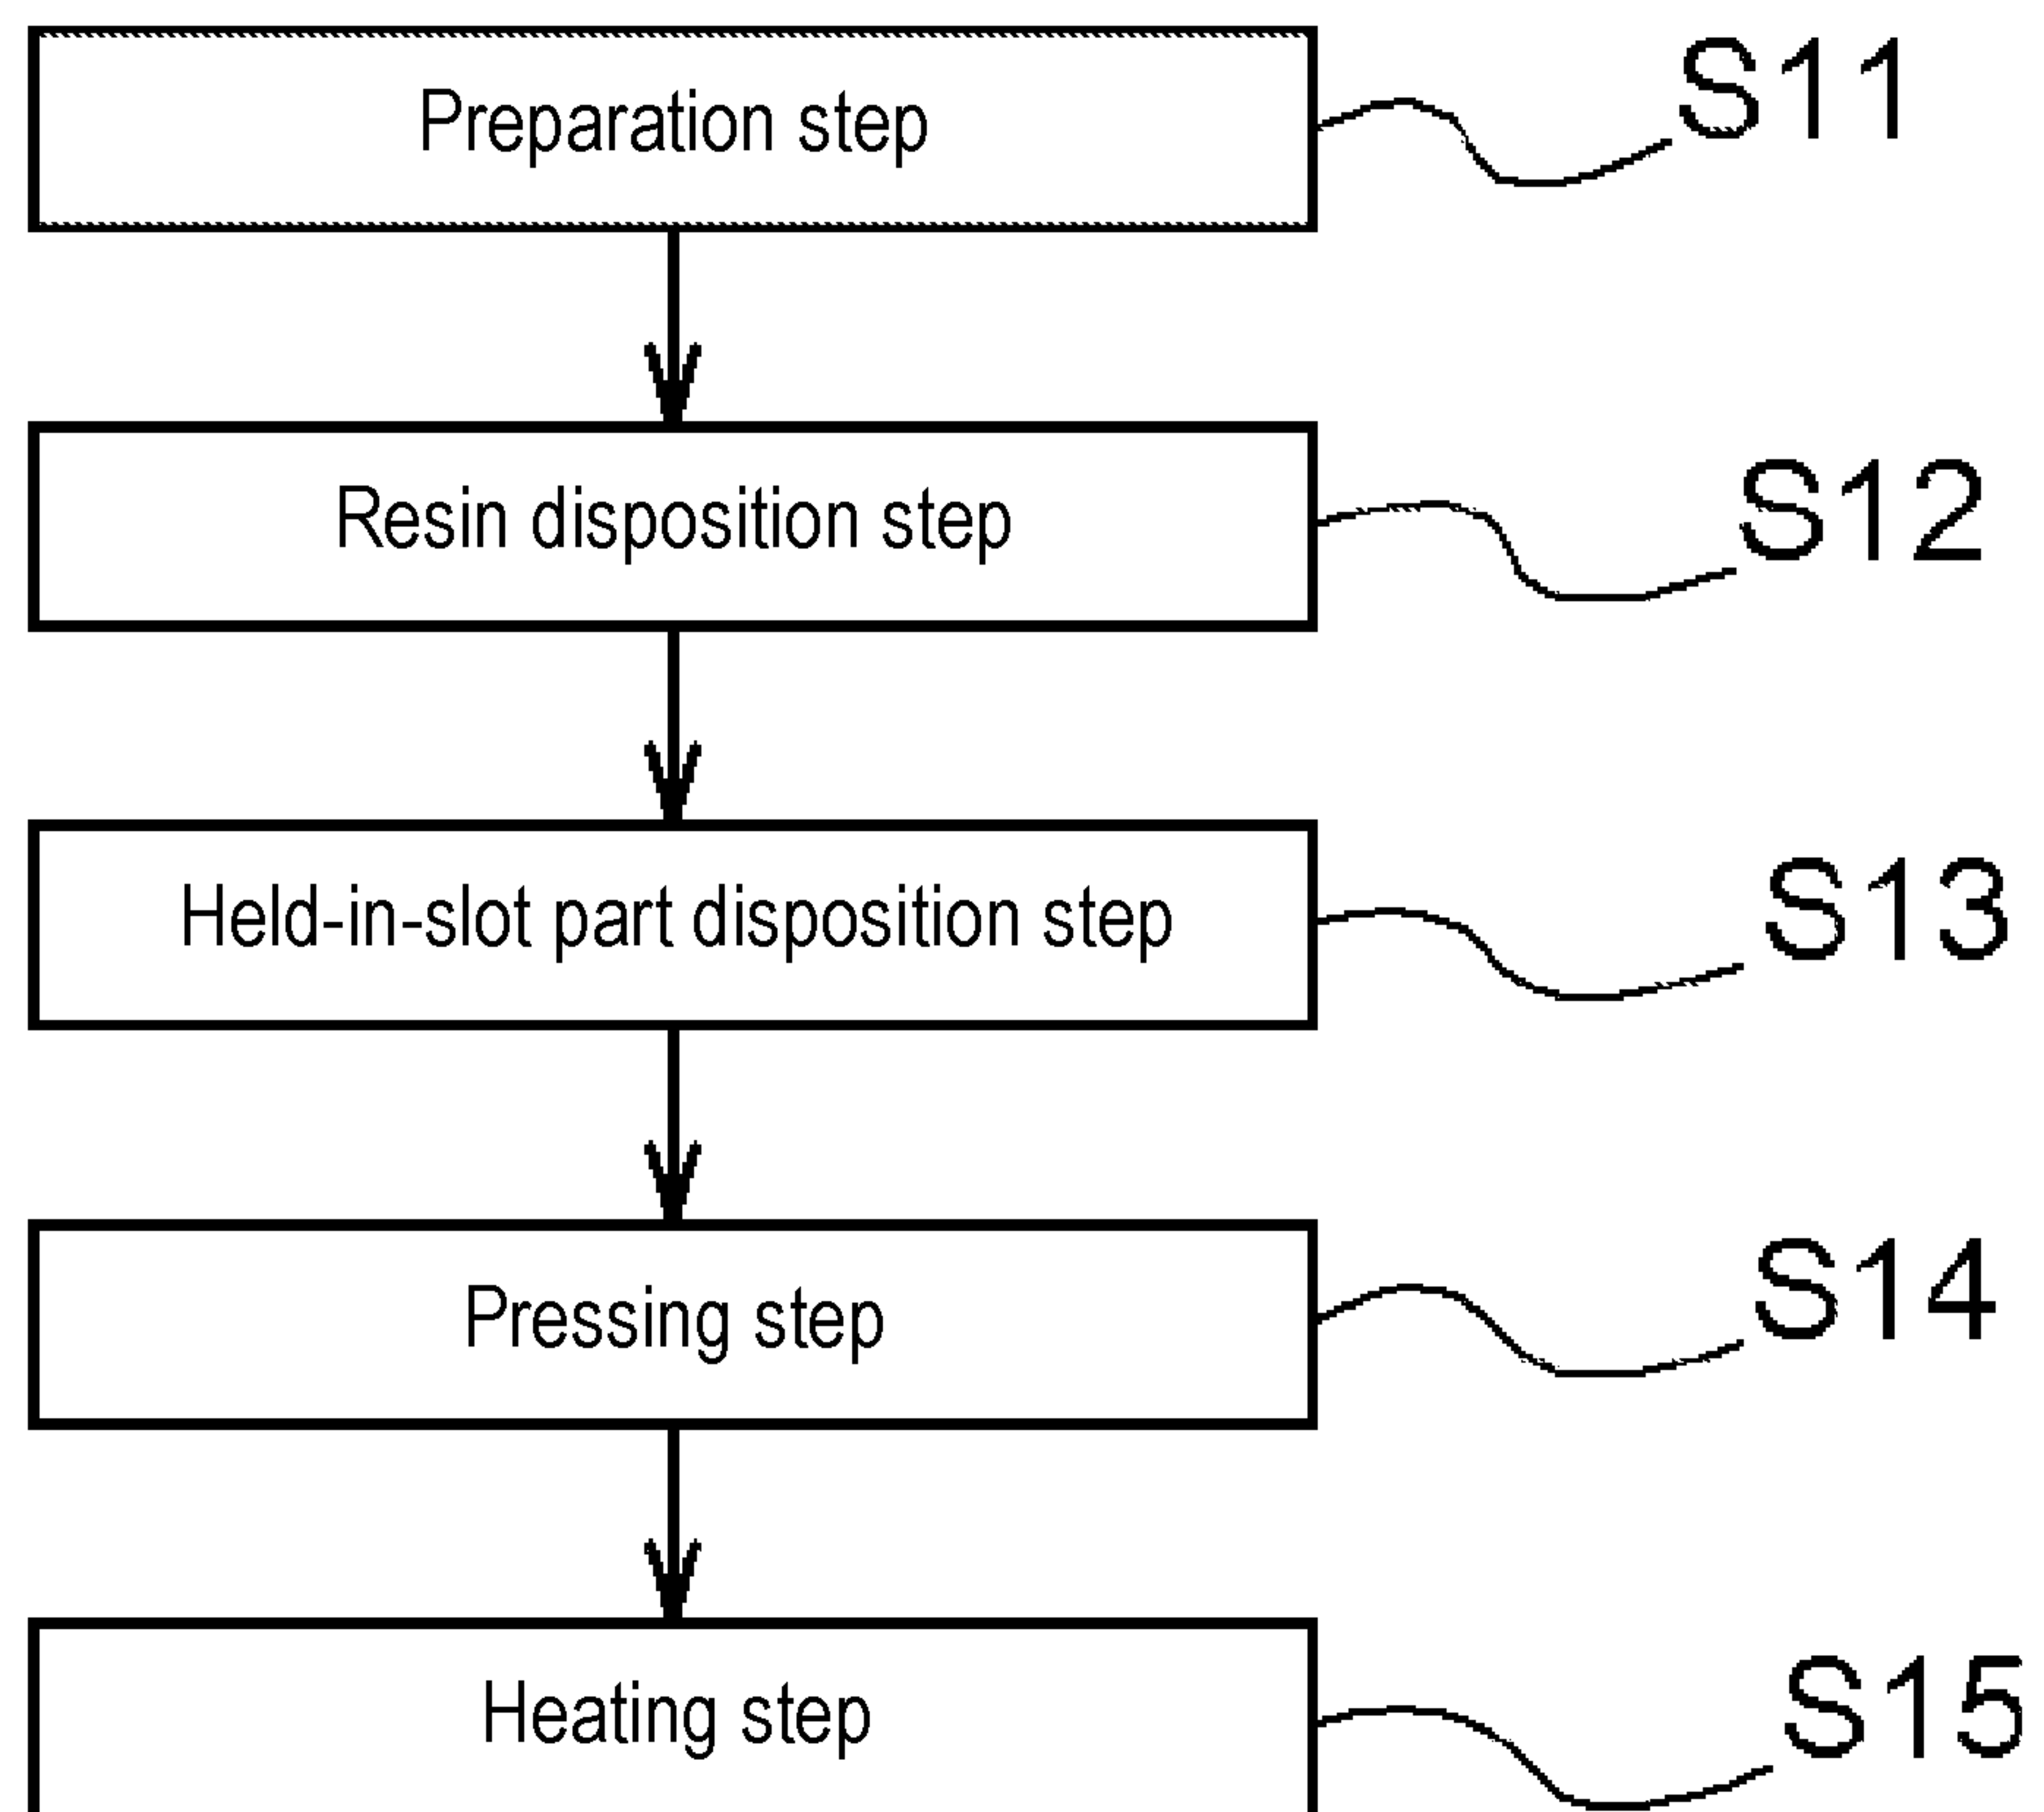 Preparation step S11
Resin disposition step S12
Held-in-slot part disposition step S13
Pressing step S14
Heating step S15